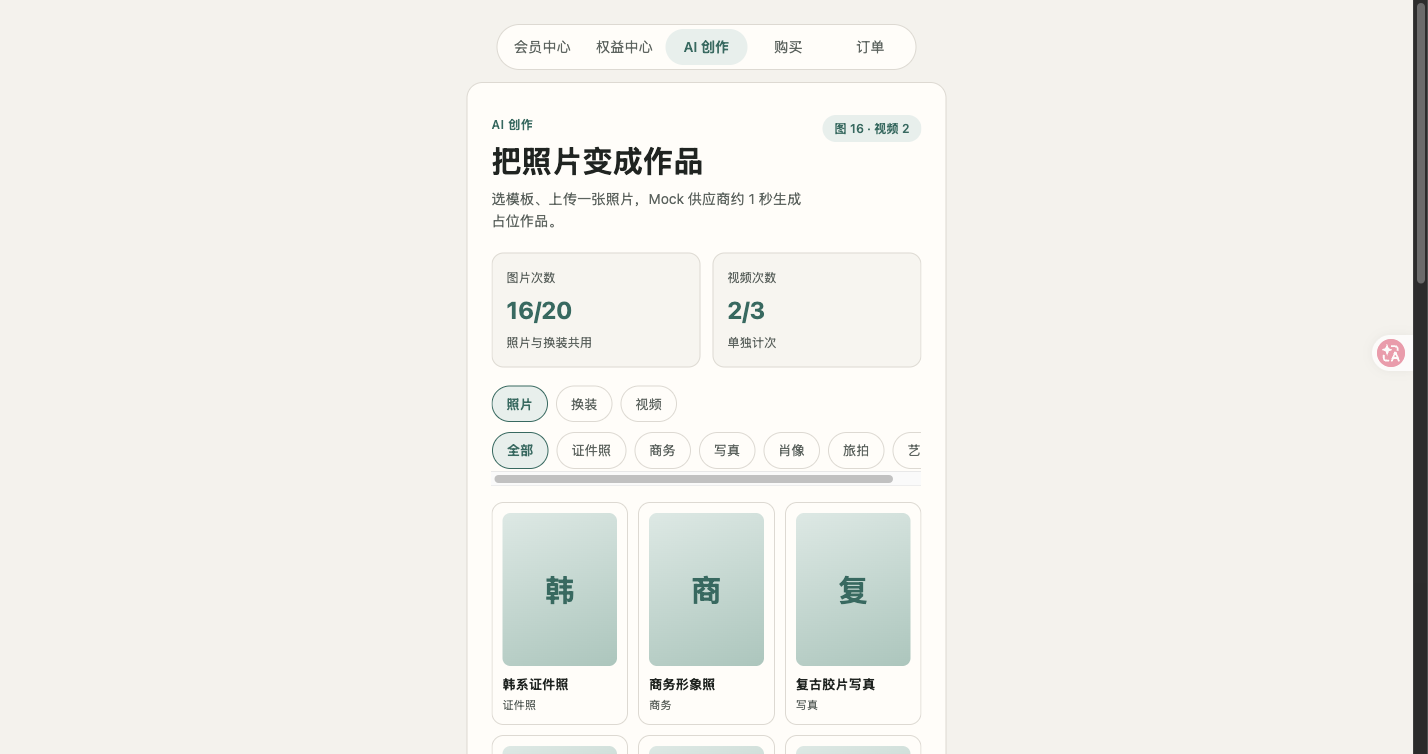 会员中心 权益中心 AI 创作 购买 订单
AI 创作
图 16 · 视频 2
把照片变成作品
选模板、上传一张照片，Mock 供应商约 1 秒生成
占位作品。
图片次数
16/20
照片与换装共用
视频次数
2/3
单独计次
照片 换装 视频
全部 证件照 商务 写真 肖像 旅拍 艺
韩
韩系证件照
证件照
商
商务形象照
商务
复
复古胶片写真
写真